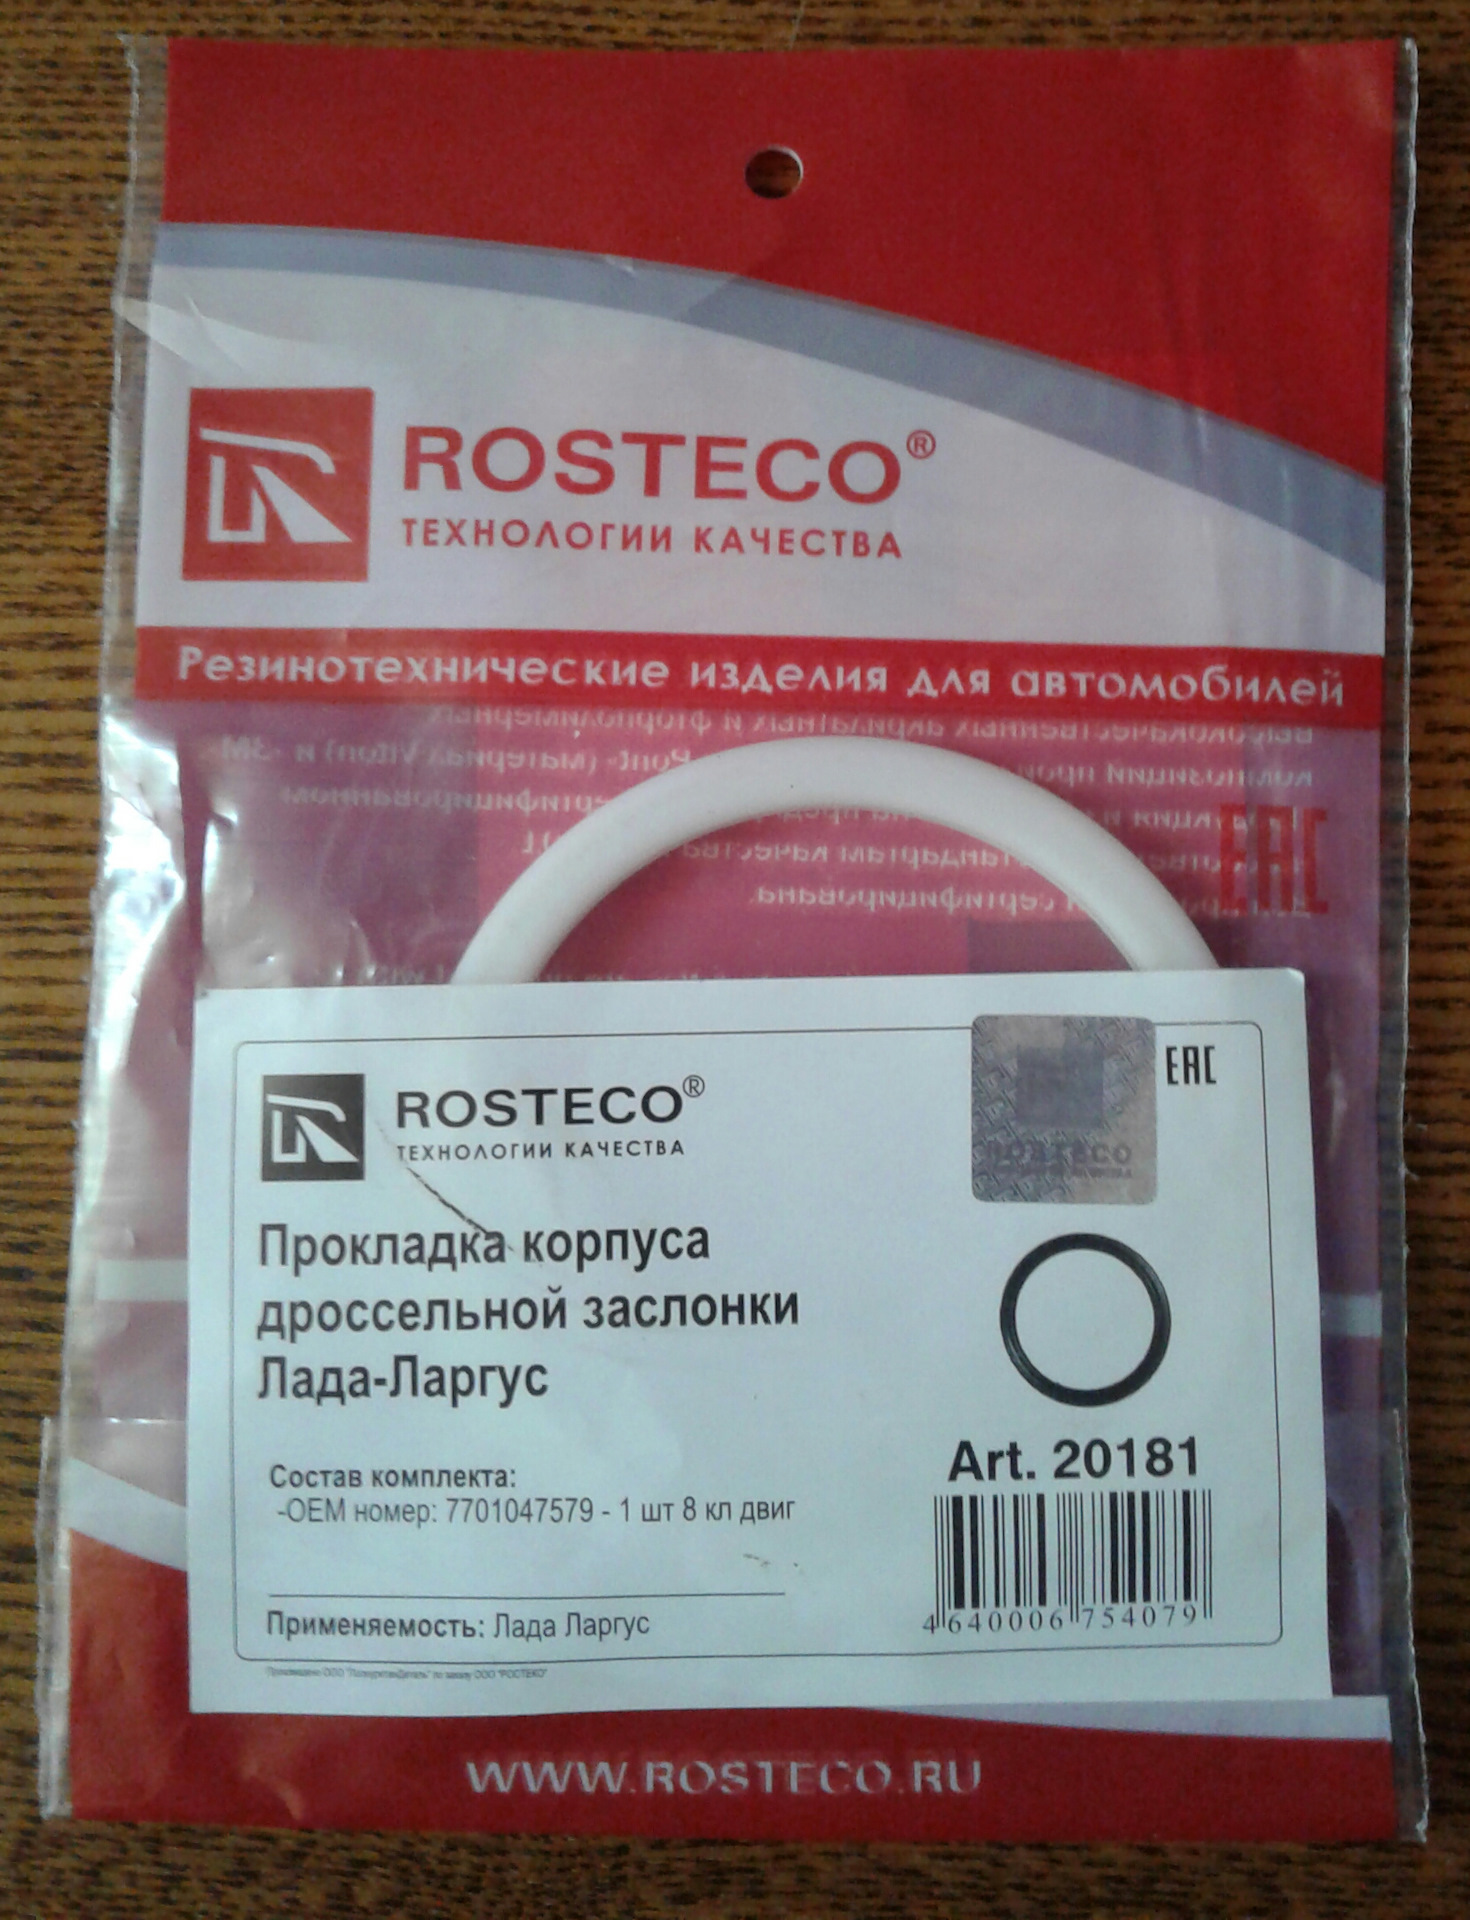 ROSTECO®
ТЕХНОЛОГИИ КАЧЕСТВА
Резинотехнические изделия для автомобилей
EAC
ROSTECO®
ТЕХНОЛОГИИ КАЧЕСТВА
ROSTECO
EAC
Прокладка корпуса
дроссельной заслонки
Лада-Ларгус
Состав комплекта:
-OEM номер: 7701047579 - 1 шт 8 кл двиг
Применяемость: Лада Ларгус
Art. 20181
4 640006 754079
WWW.ROSTECO.RU